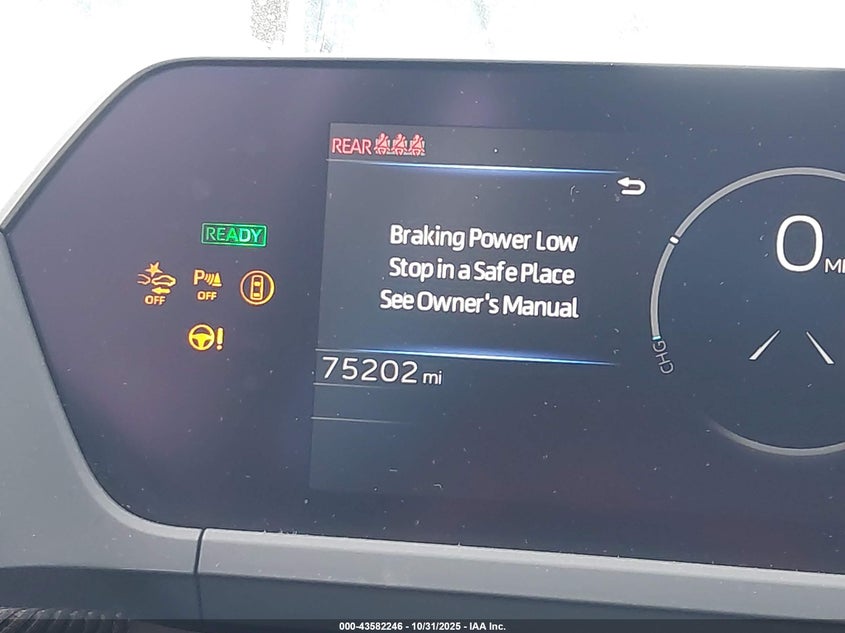 REAR
READY
Braking Power Low
Stop in a Safe Place
See Owner's Manual
OFF
P OFF
!
75202 mi
0
CHG
000-43582246 - 10/31/2025 - IAA Inc.